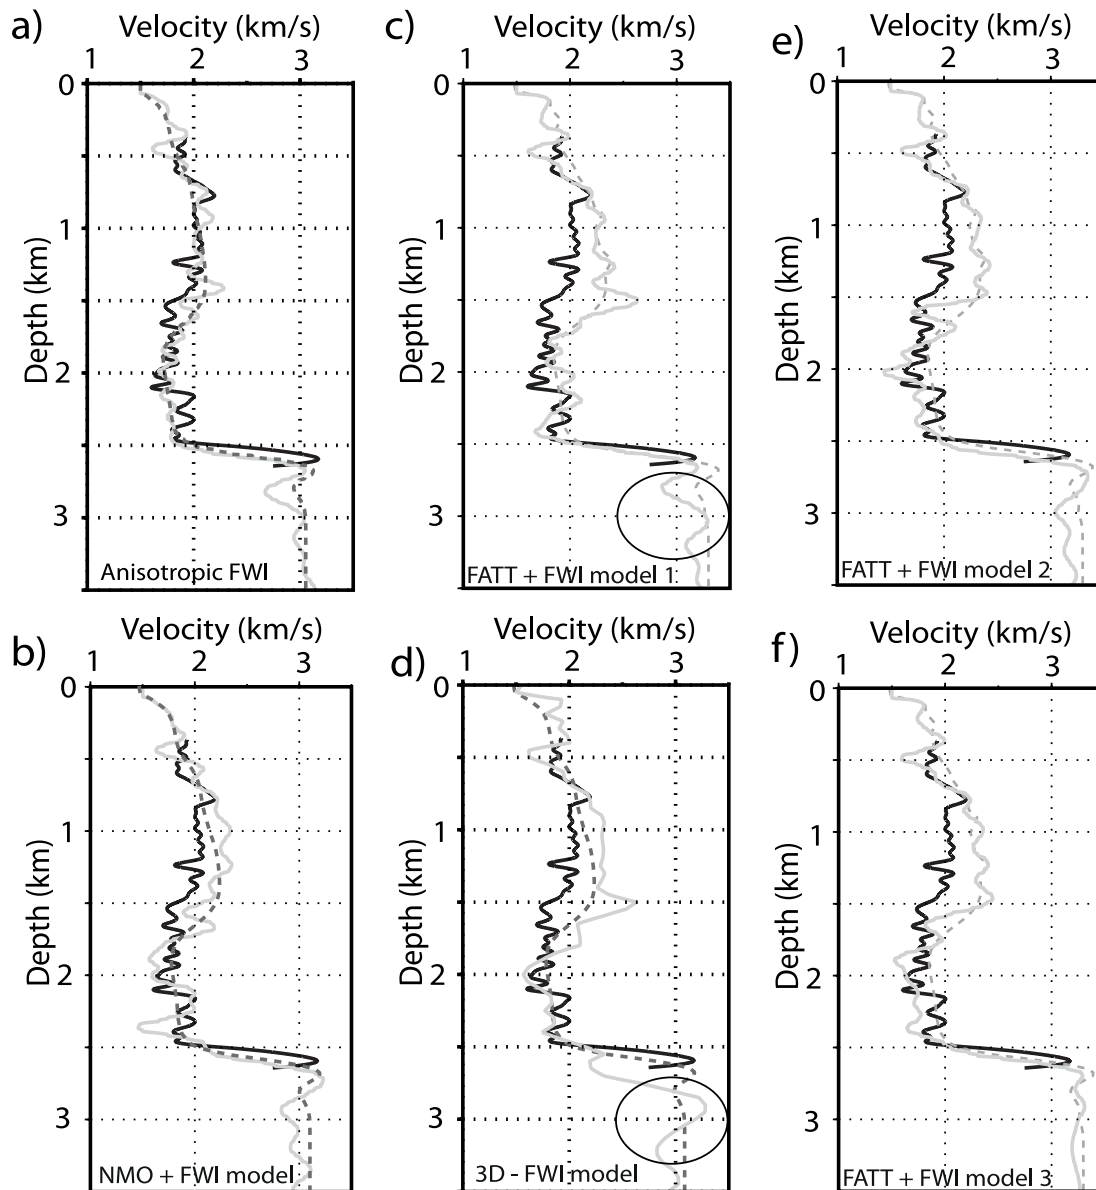 a)
Velocity (km/s)
1 2 3
0
1
2
3
Depth (km)
Anisotropic FWI
c)
Velocity (km/s)
1 2 3
0
1
2
3
Depth (km)
FATT + FWI model 1
e)
Velocity (km/s)
1 2 3
0
1
2
3
Depth (km)
FATT + FWI model 2
b)
Velocity (km/s)
1 2 3
0
1
2
3
Depth (km)
NMO + FWI model
d)
Velocity (km/s)
1 2 3
0
1
2
3
Depth (km)
3D - FWI model
f)
Velocity (km/s)
1 2 3
0
1
2
3
Depth (km)
FATT + FWI model 3